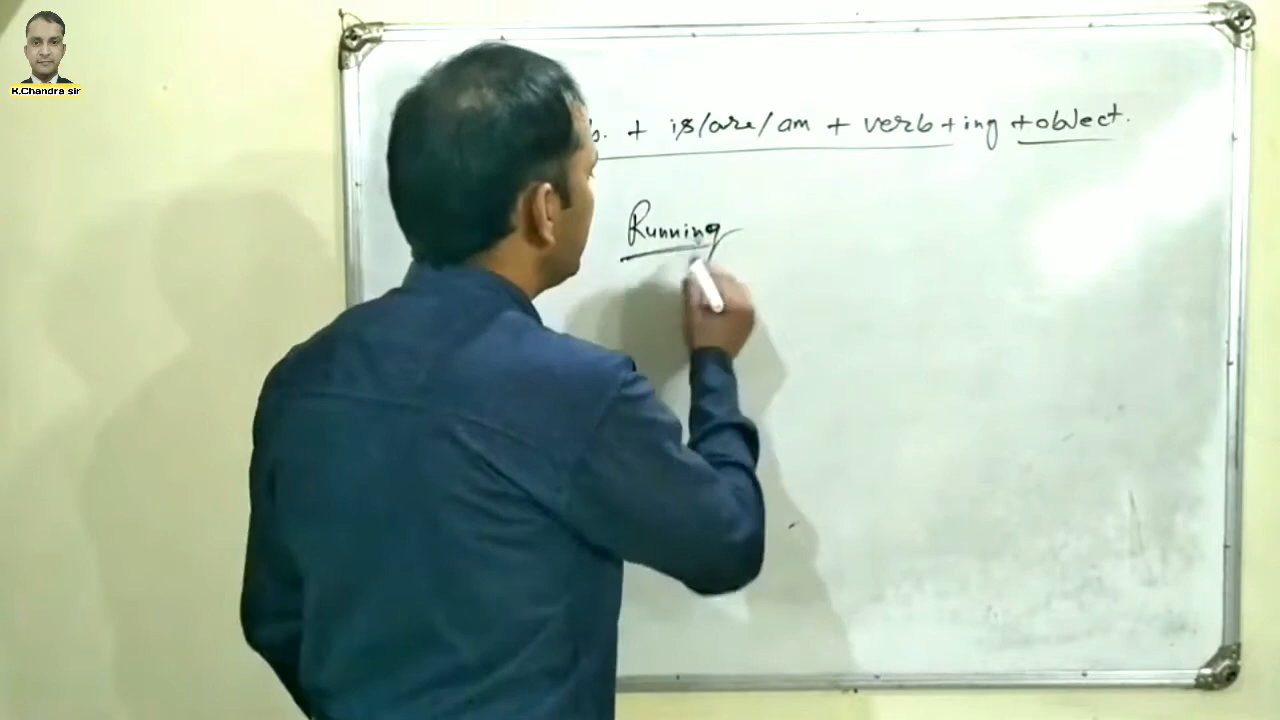 K.Chandra sir
b. + is/are/am + verb+ing +object.
Running